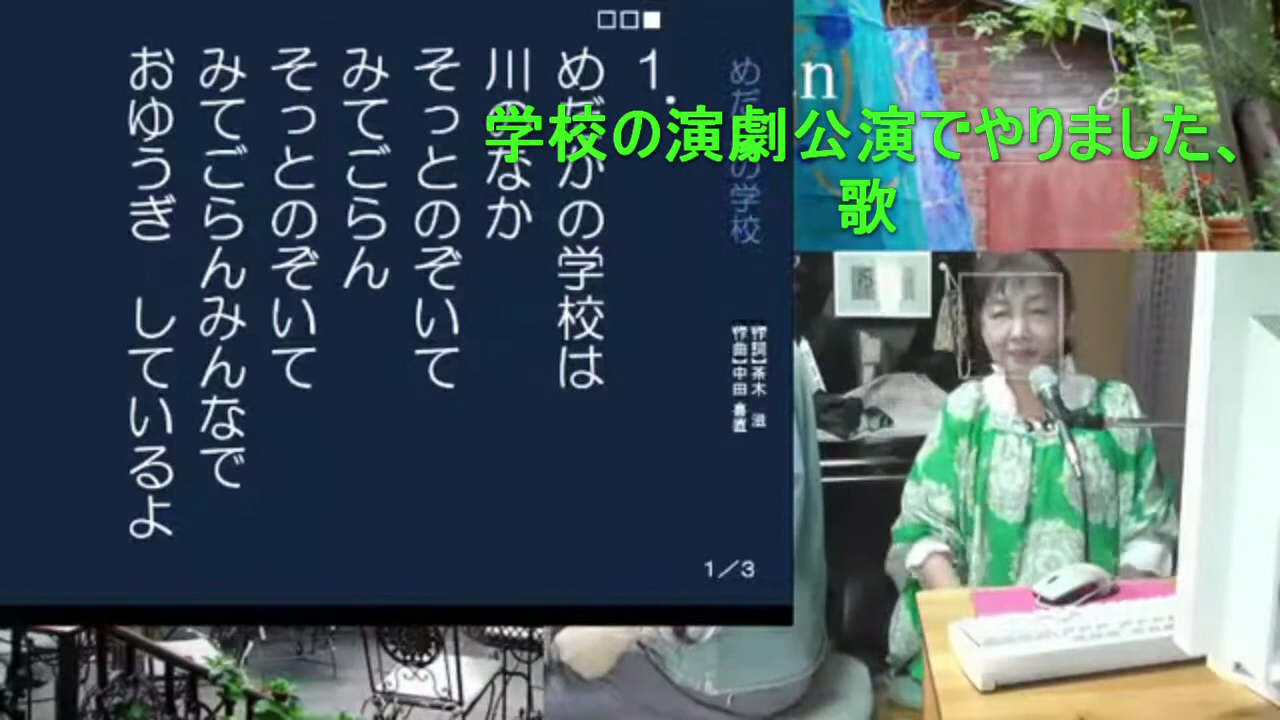 めだかの学校
[作詞]茶木 滋
[作曲]中田 喜直
1.
めだかの学校は
川のなか
そっとのぞいて
みてごらん
そっとのぞいて
みてごらんみんなで
おゆうぎ してい​るよ
1/3
学校の演劇公演でやりました、
歌
n